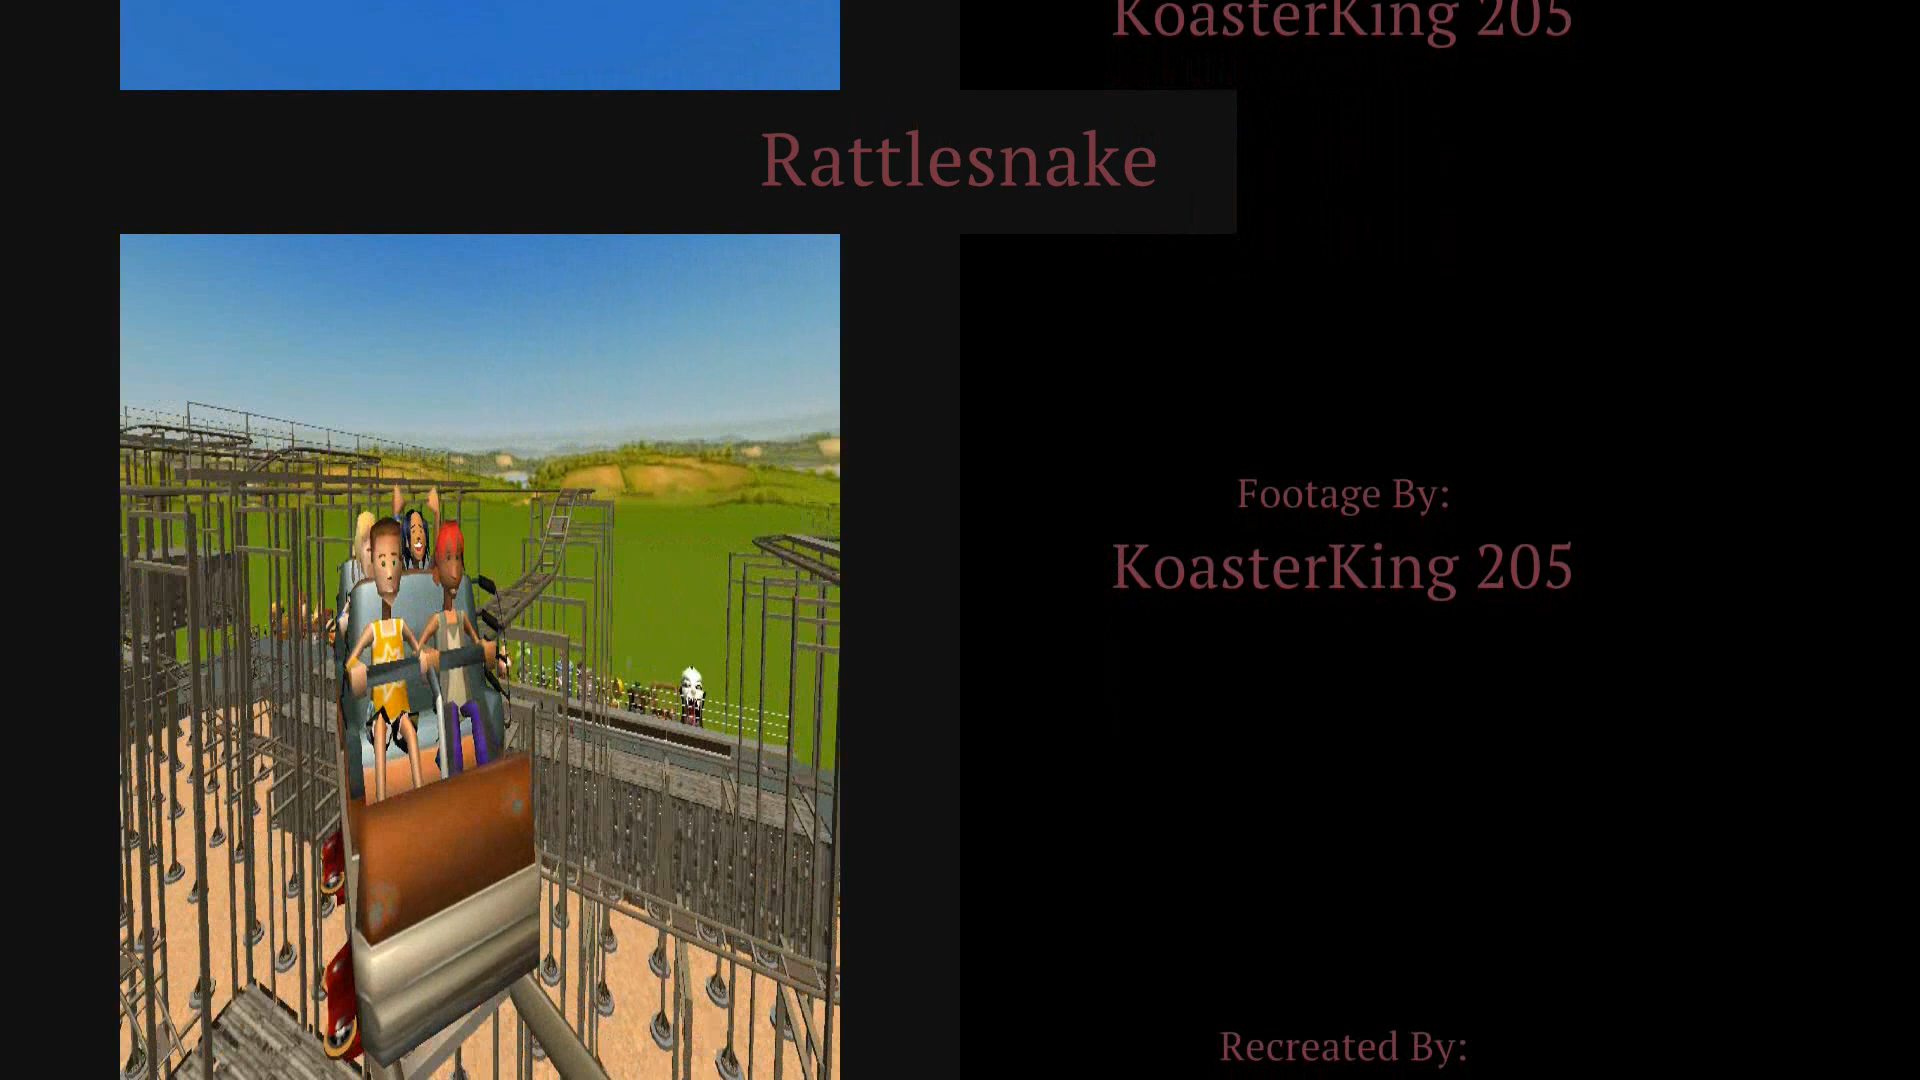 KoasterKing 205
Rattlesnake
Footage By:
KoasterKing 205
Recreated By: